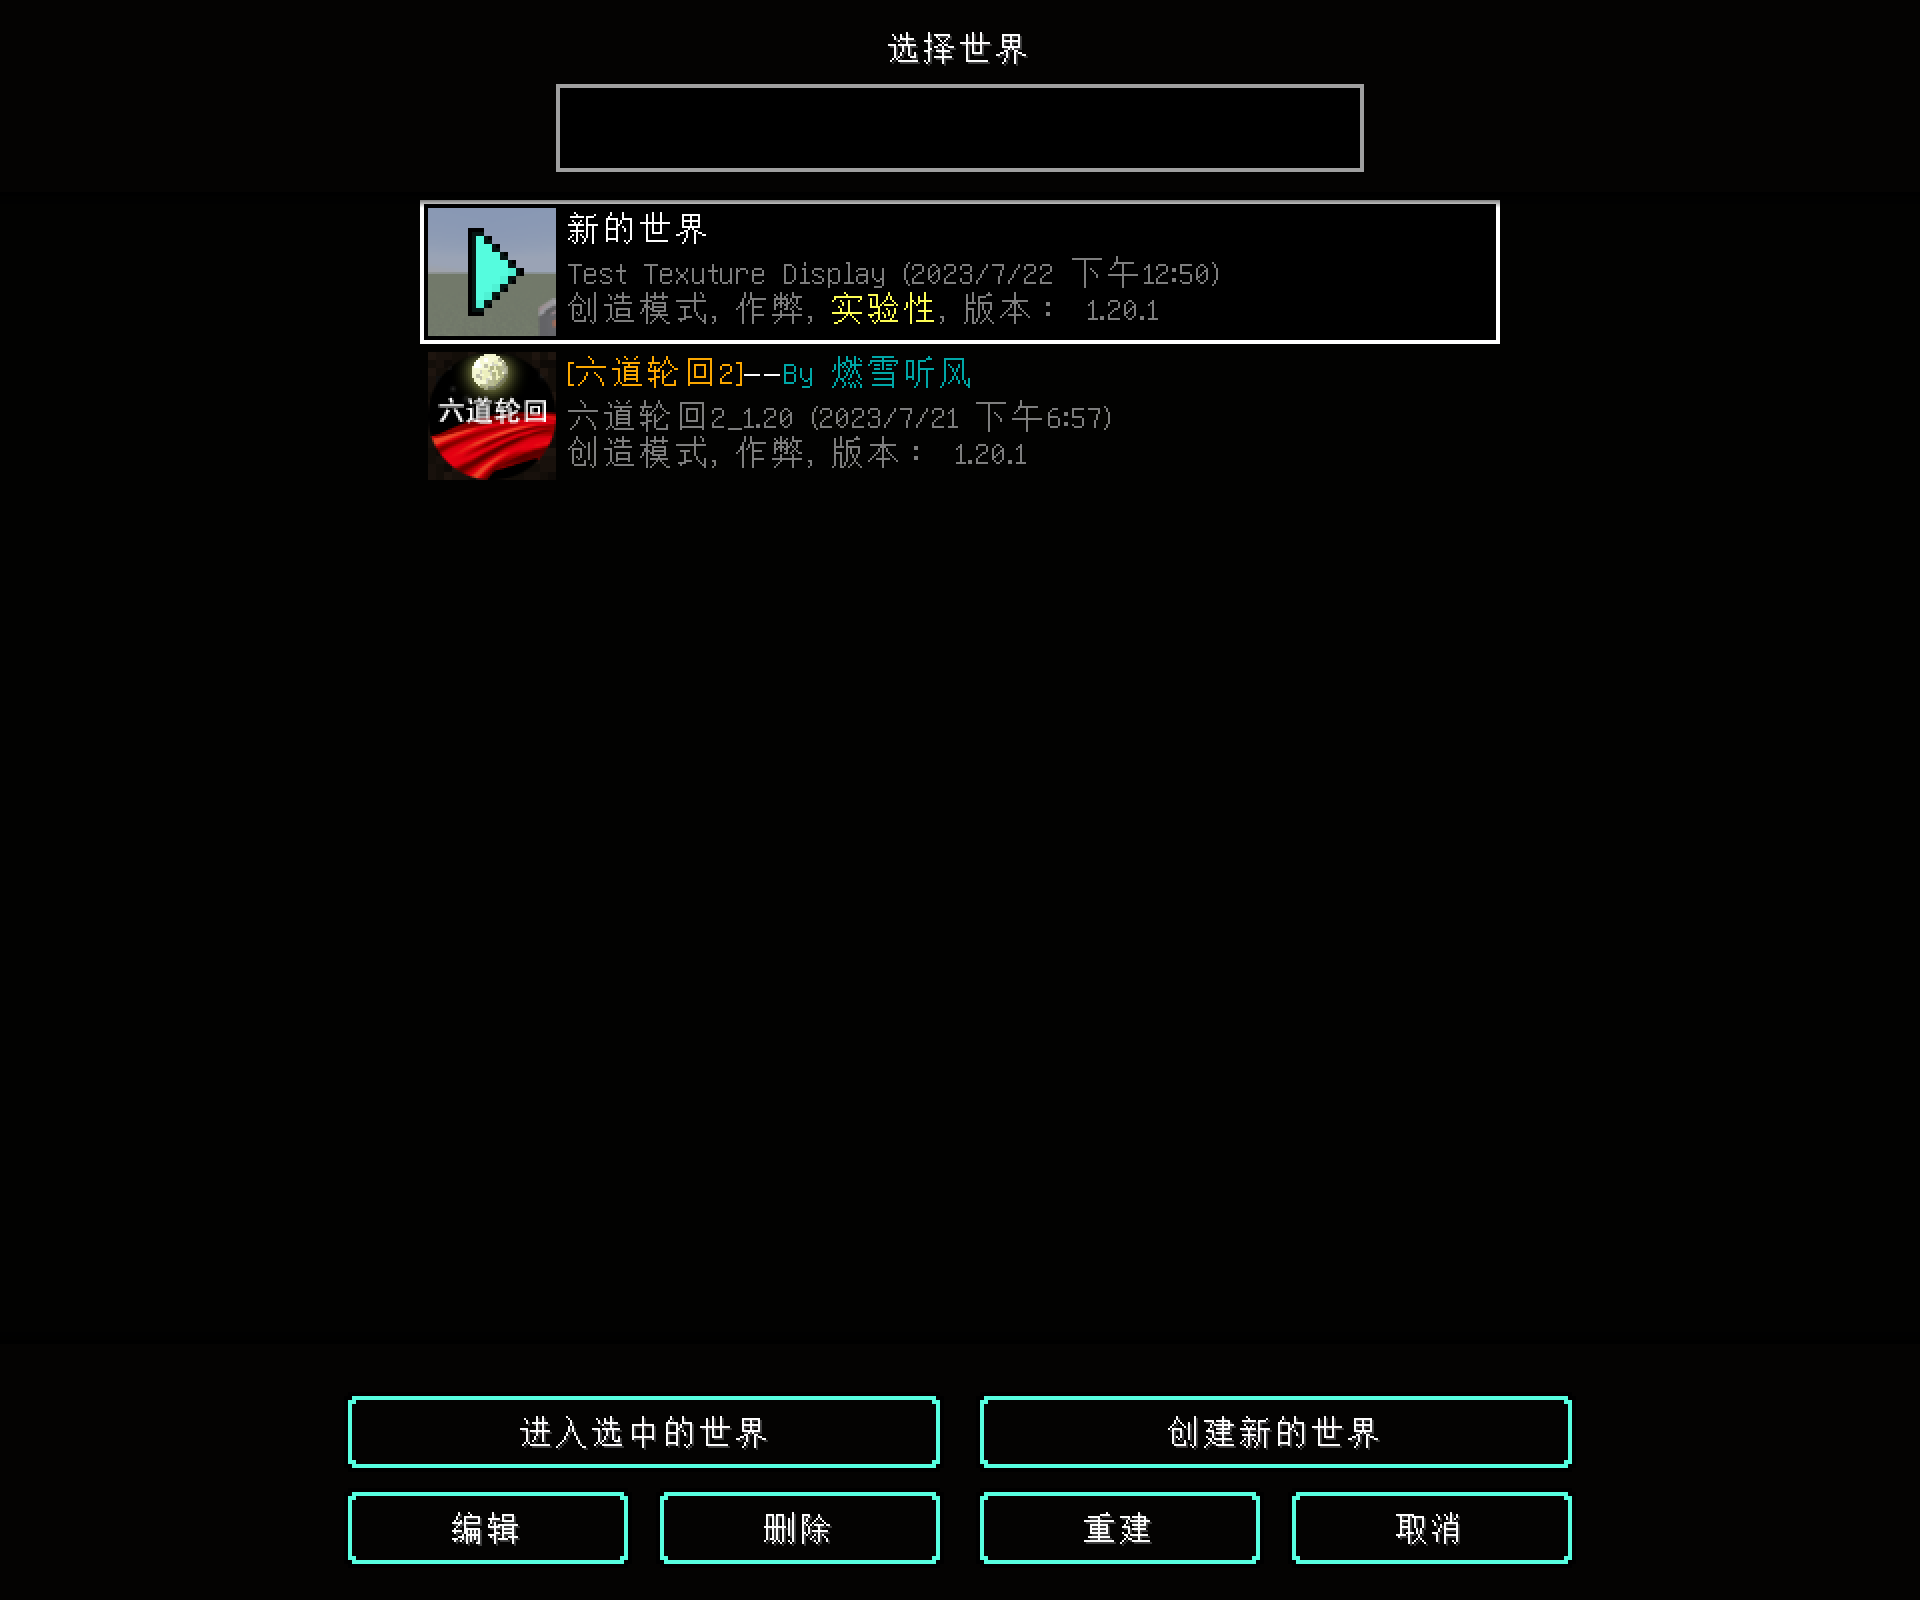 选择世界
新的世界
Test Texuture Display (2023/7/22 下午12:50)
创造模式, 作弊, 实验性, 版本： 1.20.1
六道轮回
[六道轮回2]——By 燃雪听风
六道轮回2_1.20 (2023/7/21 下午6:57)
创造模式, 作弊, 版本： 1.20.1
进入选中的世界
创建新的世界
编辑
删除
重建
取消